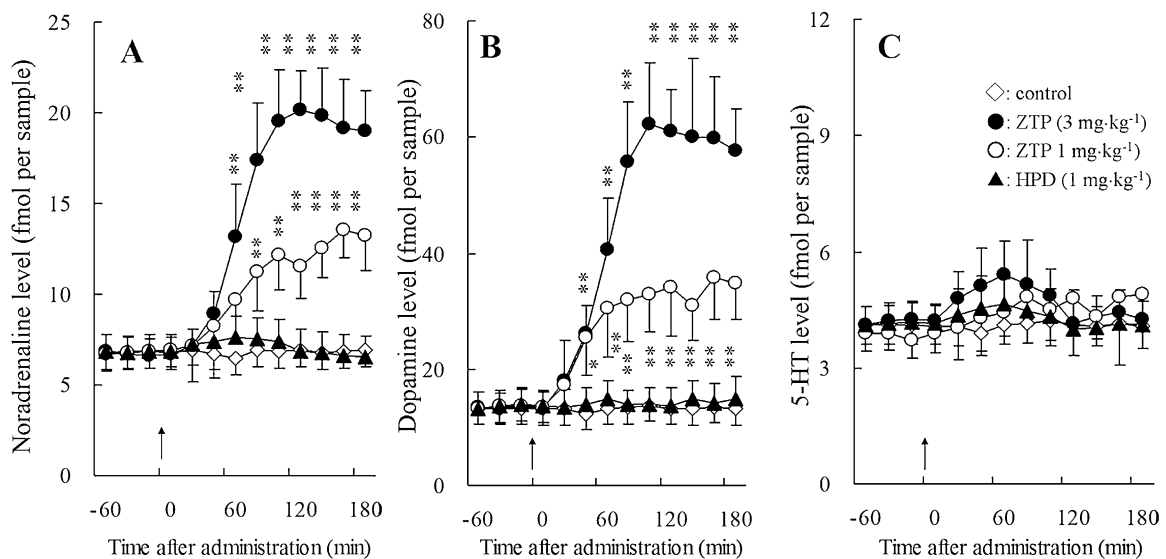 A
Noradrenaline level (fmol per sample)
25
20
15
10
5
0
** ** ** ** **
**
**
** ** ** **
**
**
-60 0 60 120 180
Time after administration (min)
B
Dopamine level (fmol per sample)
80
60
40
20
0
** ** ** ** **
**
**
**
* ** ** ** ** ** ** **
-60 0 60 120 180
Time after administration (min)
C
5-HT level (fmol per sample)
12
9
6
3
0
: control
: ZTP (3 mg·kg-1)
: ZTP 1 mg·kg-1)
: HPD (1 mg·kg-1)
-60 0 60 120 180
Time after administration (min)